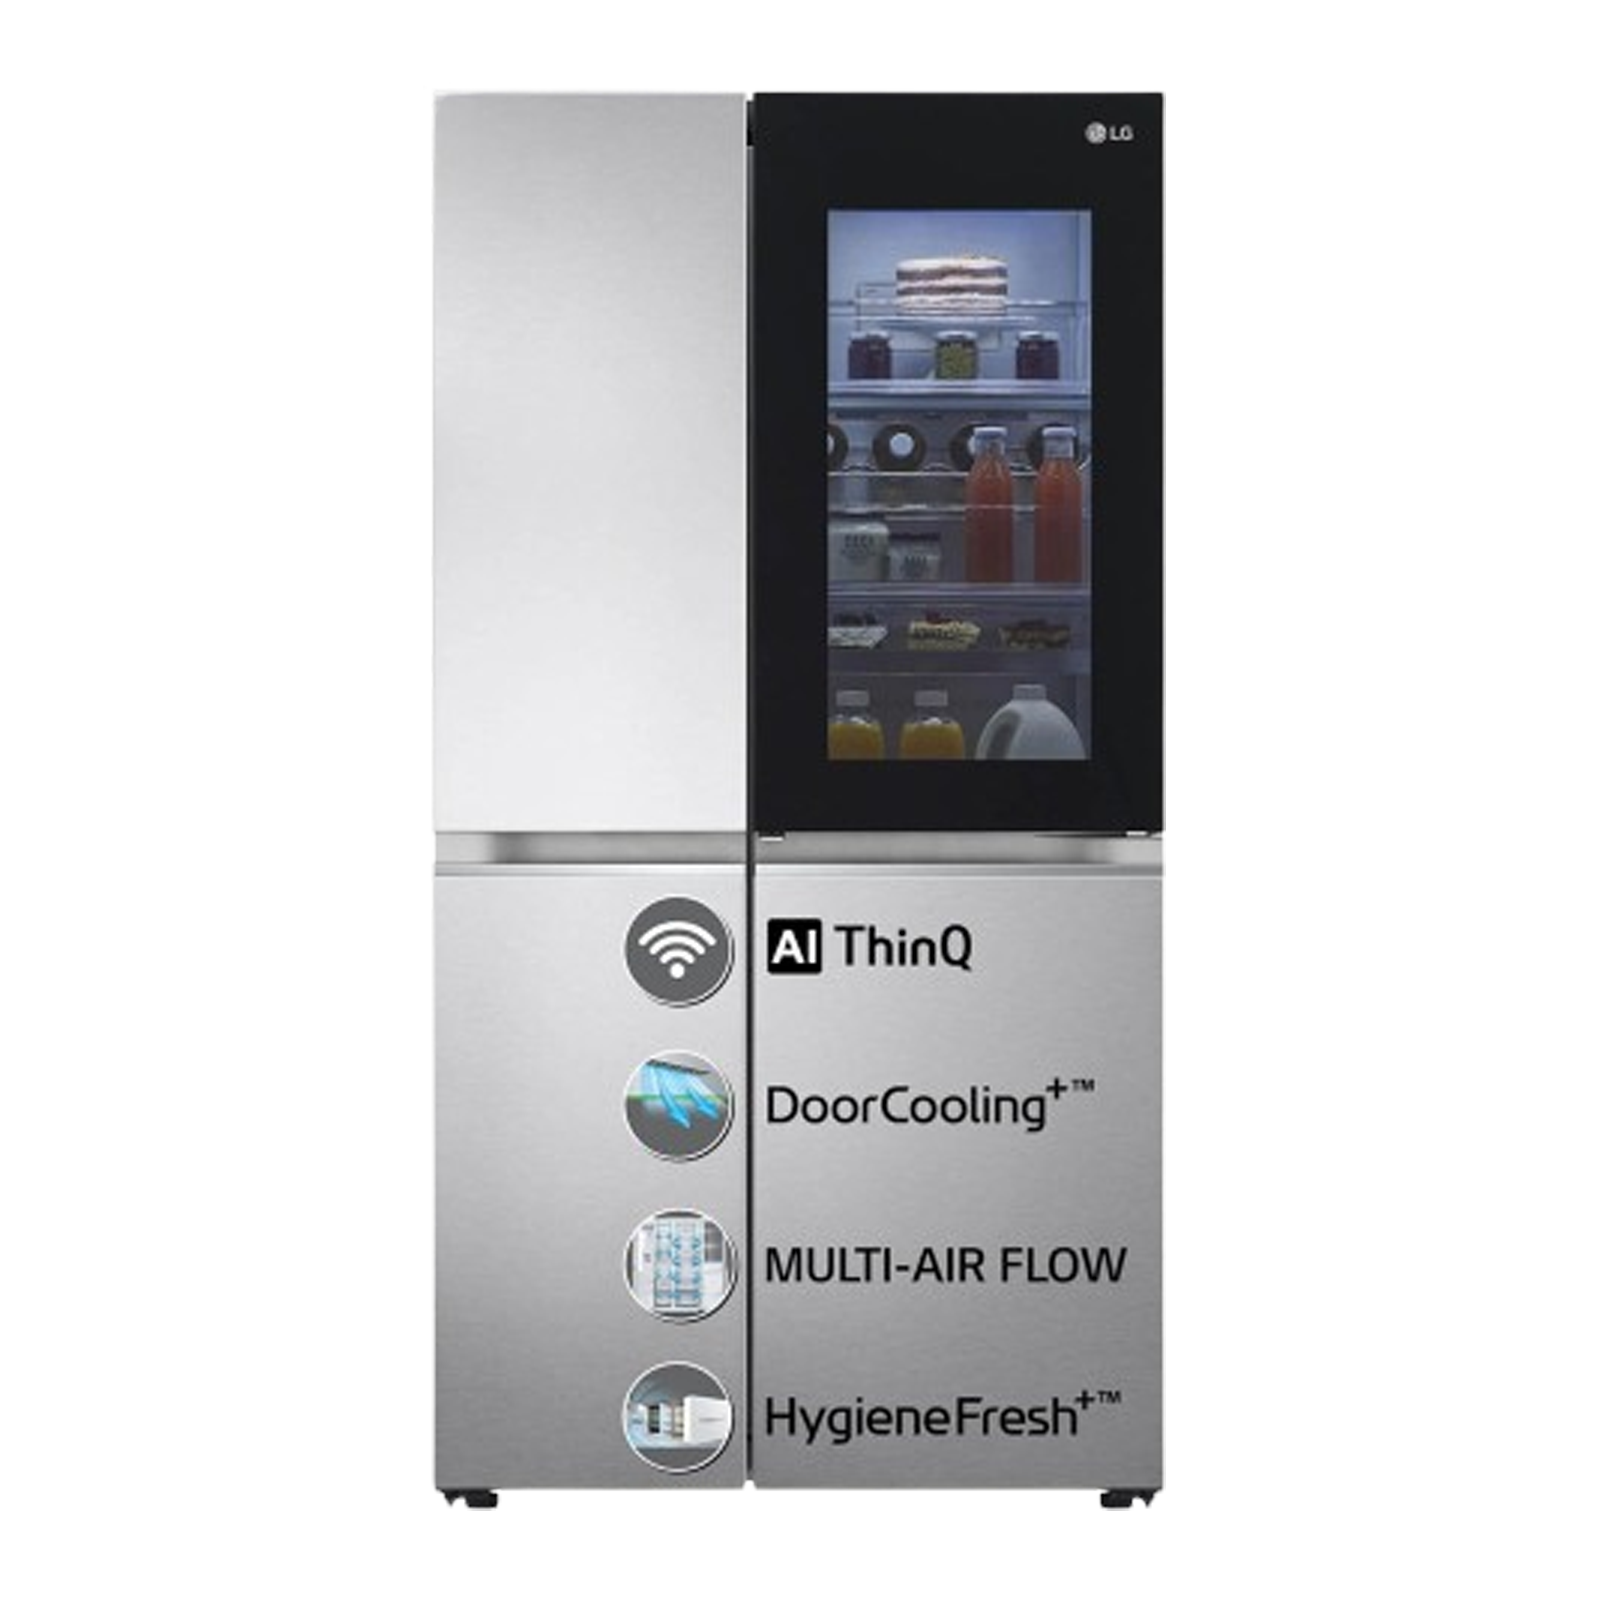 LG
AI ThinQ
DoorCooling+™
MULTI-AIR FLOW
HygieneFresh+™